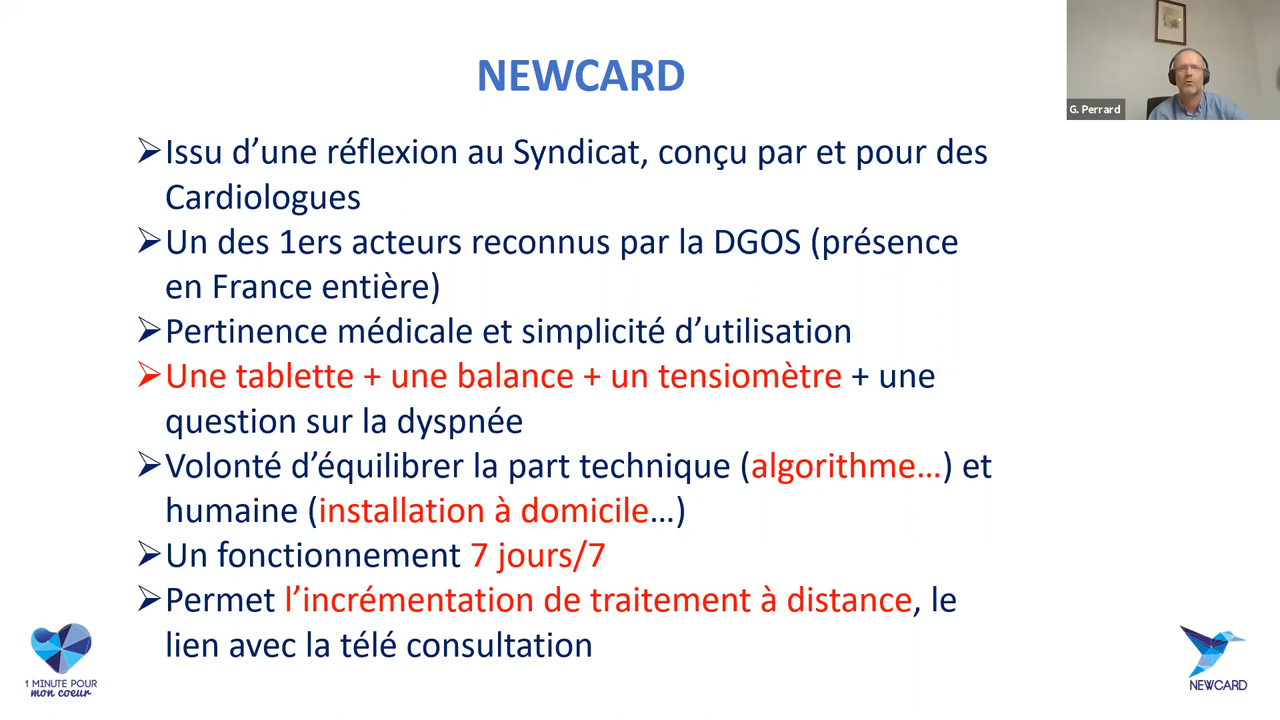 NEWCARD
G. Perrard
➢Issu d’une réflexion au Syndicat, conçu par et pour des
Cardiologues
➢Un des 1ers acteurs reconnus par la DGOS (présence
en France entière)
➢Pertinence médicale et simplicité d’utilisation
➢Une tablette + une balance + un tensiomètre + une
question sur la dyspnée
➢Volonté d’équilibrer la part technique (algorithme…) et
humaine (installation à domicile…)
➢Un fonctionnement 7 jours/7
➢Permet l’incrémentation de traitement à distance, le
lien avec la télé consultation
1 MINUTE POUR
mon coeur
NEWCARD